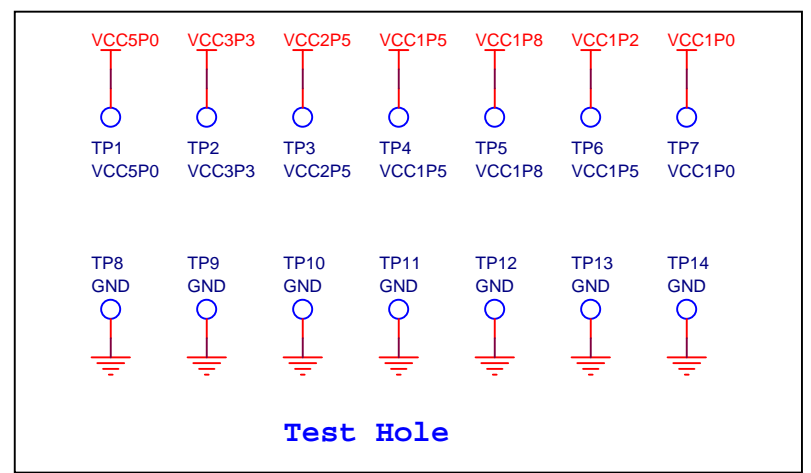 VCC5P0 VCC3P3 VCC2P5 VCC1P5 VCC1P8 VCC1P2 VCC1P0
TP1 TP2 TP3 TP4 TP5 TP6 TP7
VCC5P0 VCC3P3 VCC2P5 VCC1P5 VCC1P8 VCC1P5 VCC1P0
TP8 TP9 TP10 TP11 TP12 TP13 TP14
GND GND GND GND GND GND GND
Test Hole